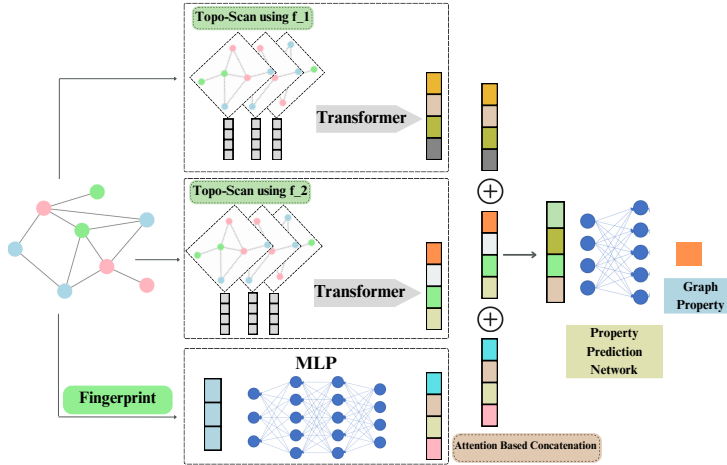 Topo-Scan using f_1
Transformer
Topo-Scan using f_2
Transformer
MLP
Fingerprint
Attention Based Concatenation
Property
Prediction
Network
Graph
Property